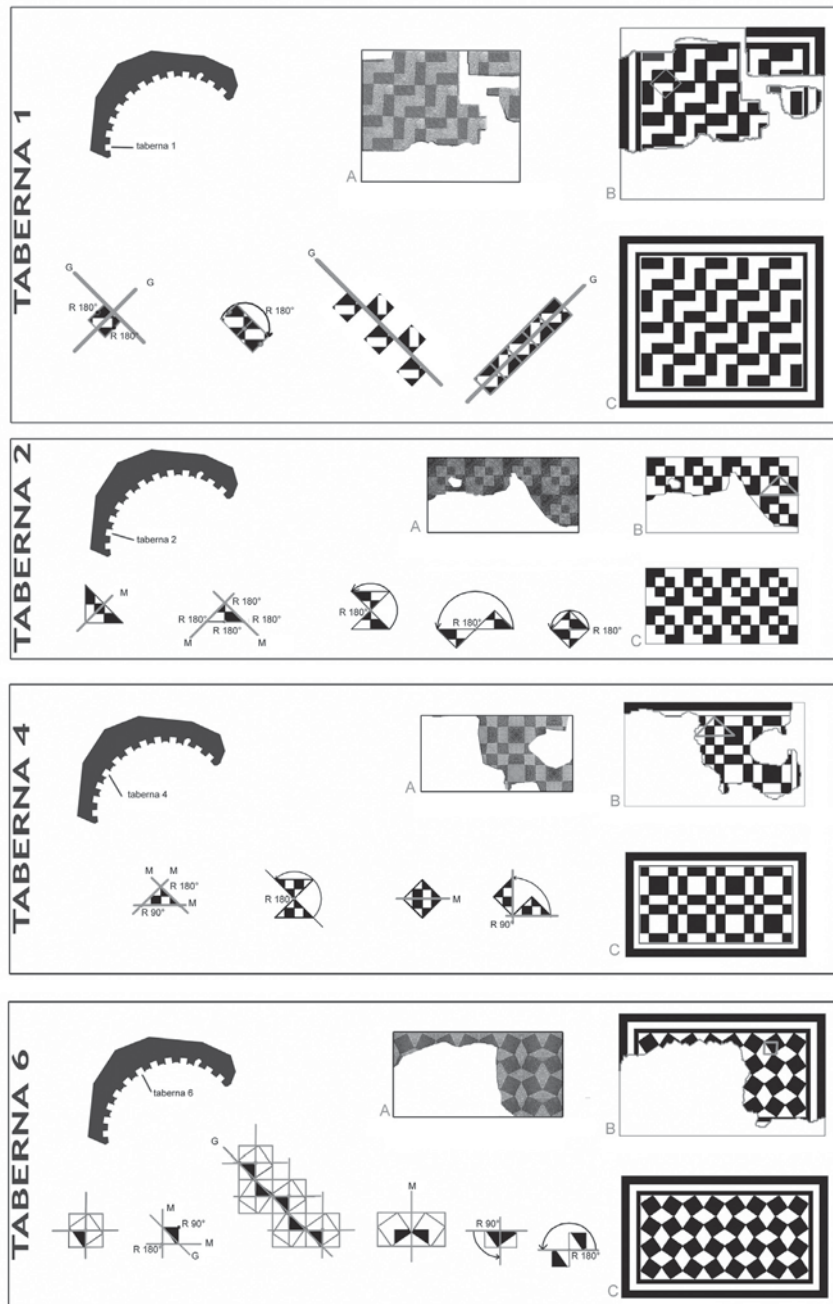 TABERNA 1
taberna 1
A
B
G
G
R 180°
R 180°
R 180°
G
G
C
TABERNA 2
taberna 2
A
B
M
R 180°
R 180°
R 180°
R 180°
M
M
R 180°
R 180°
R 180°
C
TABERNA 4
taberna 4
A
B
M
M
R 180°
M
R 90°
R 180°
M
R 90°
C
TABERNA 6
taberna 6
A
B
G
M
R 90°
M
R 180°
G
M
R 90°
R 180°
C